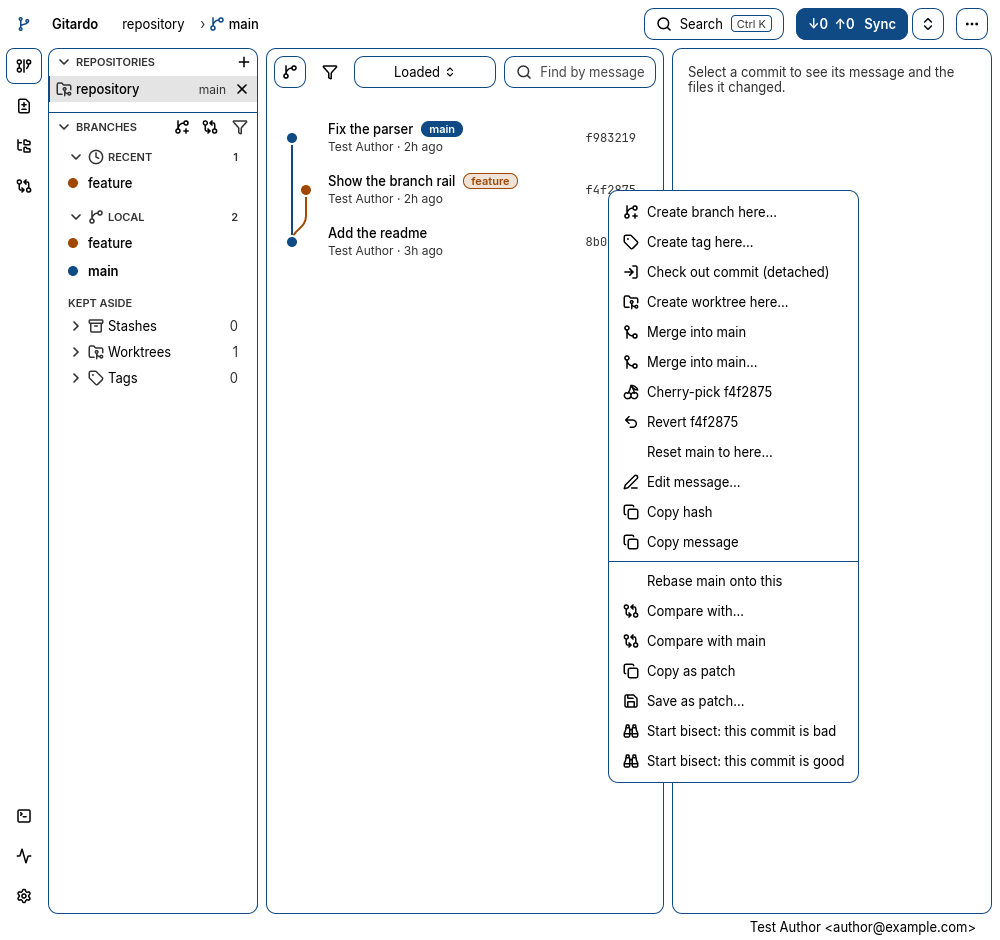 Gitardo
repository › main
Search Ctrl K
↓0 ↑0 Sync
REPOSITORIES
repository main
BRANCHES
RECENT 1
feature
LOCAL 2
feature
main
KEPT ASIDE
Stashes 0
Worktrees 1
Tags 0
Loaded
Find by message
Fix the parser main
Test Author · 2h ago
f983219
Show the branch rail feature
Test Author · 2h ago
f4f2875
Add the readme
Test Author · 3h ago
8b0
Select a commit to see its message and the
files it changed.
Create branch here...
Create tag here...
Check out commit (detached)
Create worktree here...
Merge into main
Merge into main...
Cherry-pick f4f2875
Revert f4f2875
Reset main to here...
Edit message...
Copy hash
Copy message
Rebase main onto this
Compare with...
Compare with main
Copy as patch
Save as patch...
Start bisect: this commit is bad
Start bisect: this commit is good
Test Author <author@example.com>